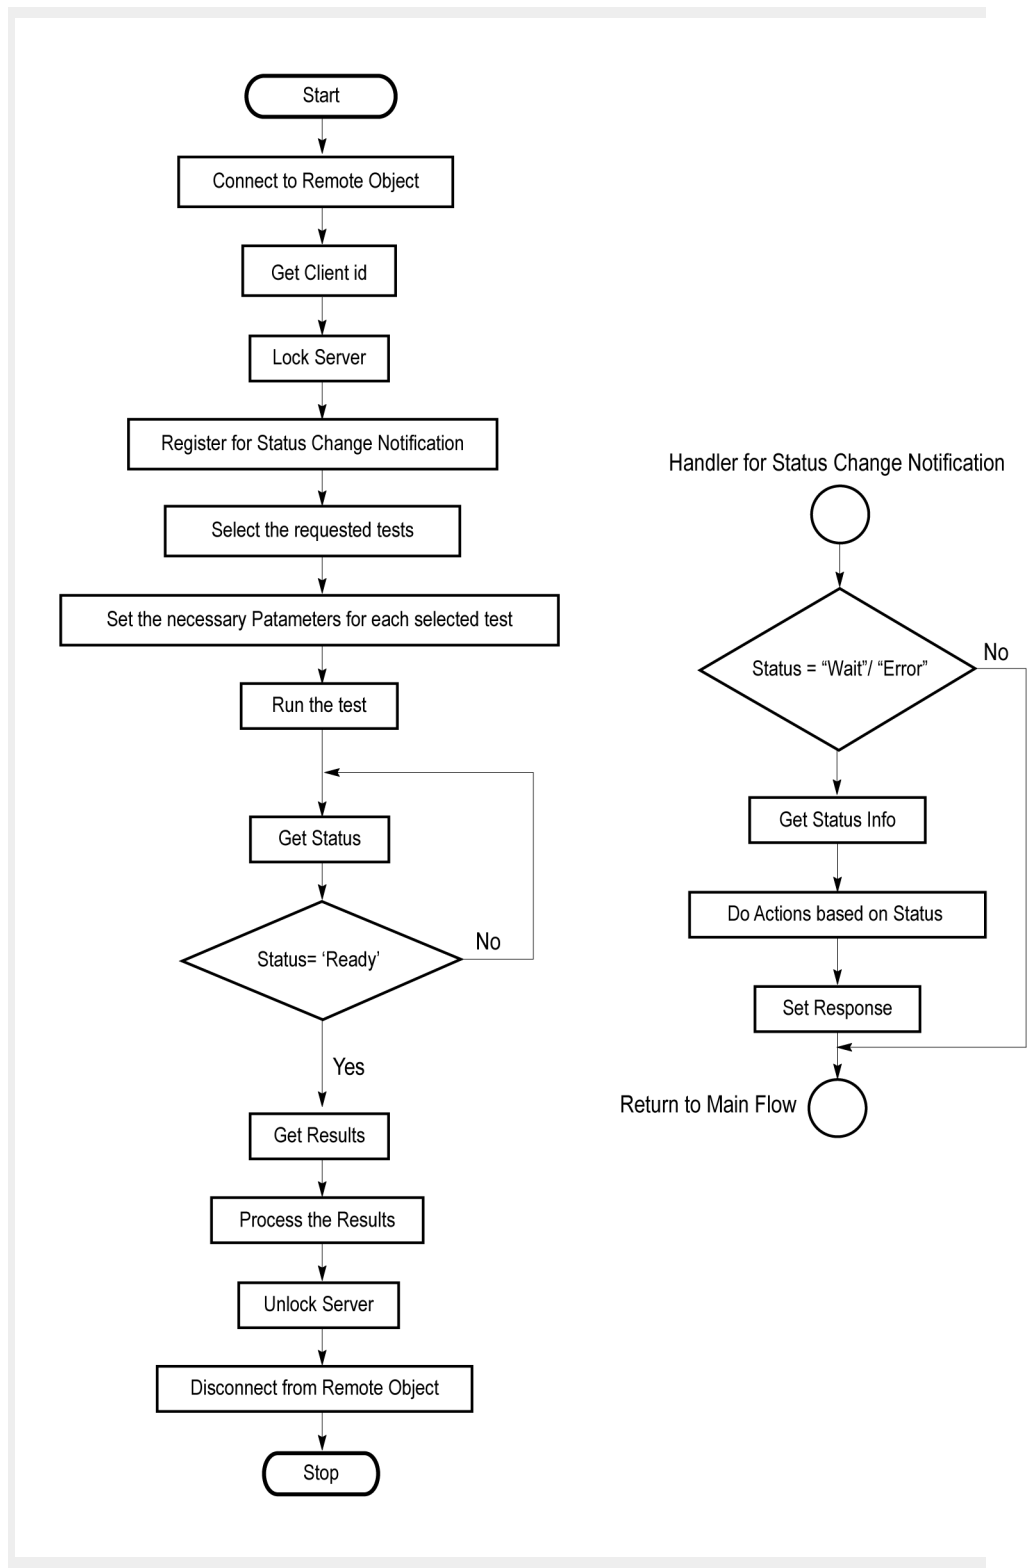 Start
Connect to Remote Object
Get Client id
Lock Server
Register for Status Change Notification
Select the requested tests
Set the necessary Patameters for each selected test
Run the test
Get Status
Status= ‘Ready’
No
Yes
Get Results
Process the Results
Unlock Server
Disconnect from Remote Object
Stop
Handler for Status Change Notification
Status = “Wait”/ “Error”
No
Get Status Info
Do Actions based on Status
Set Response
Return to Main Flow